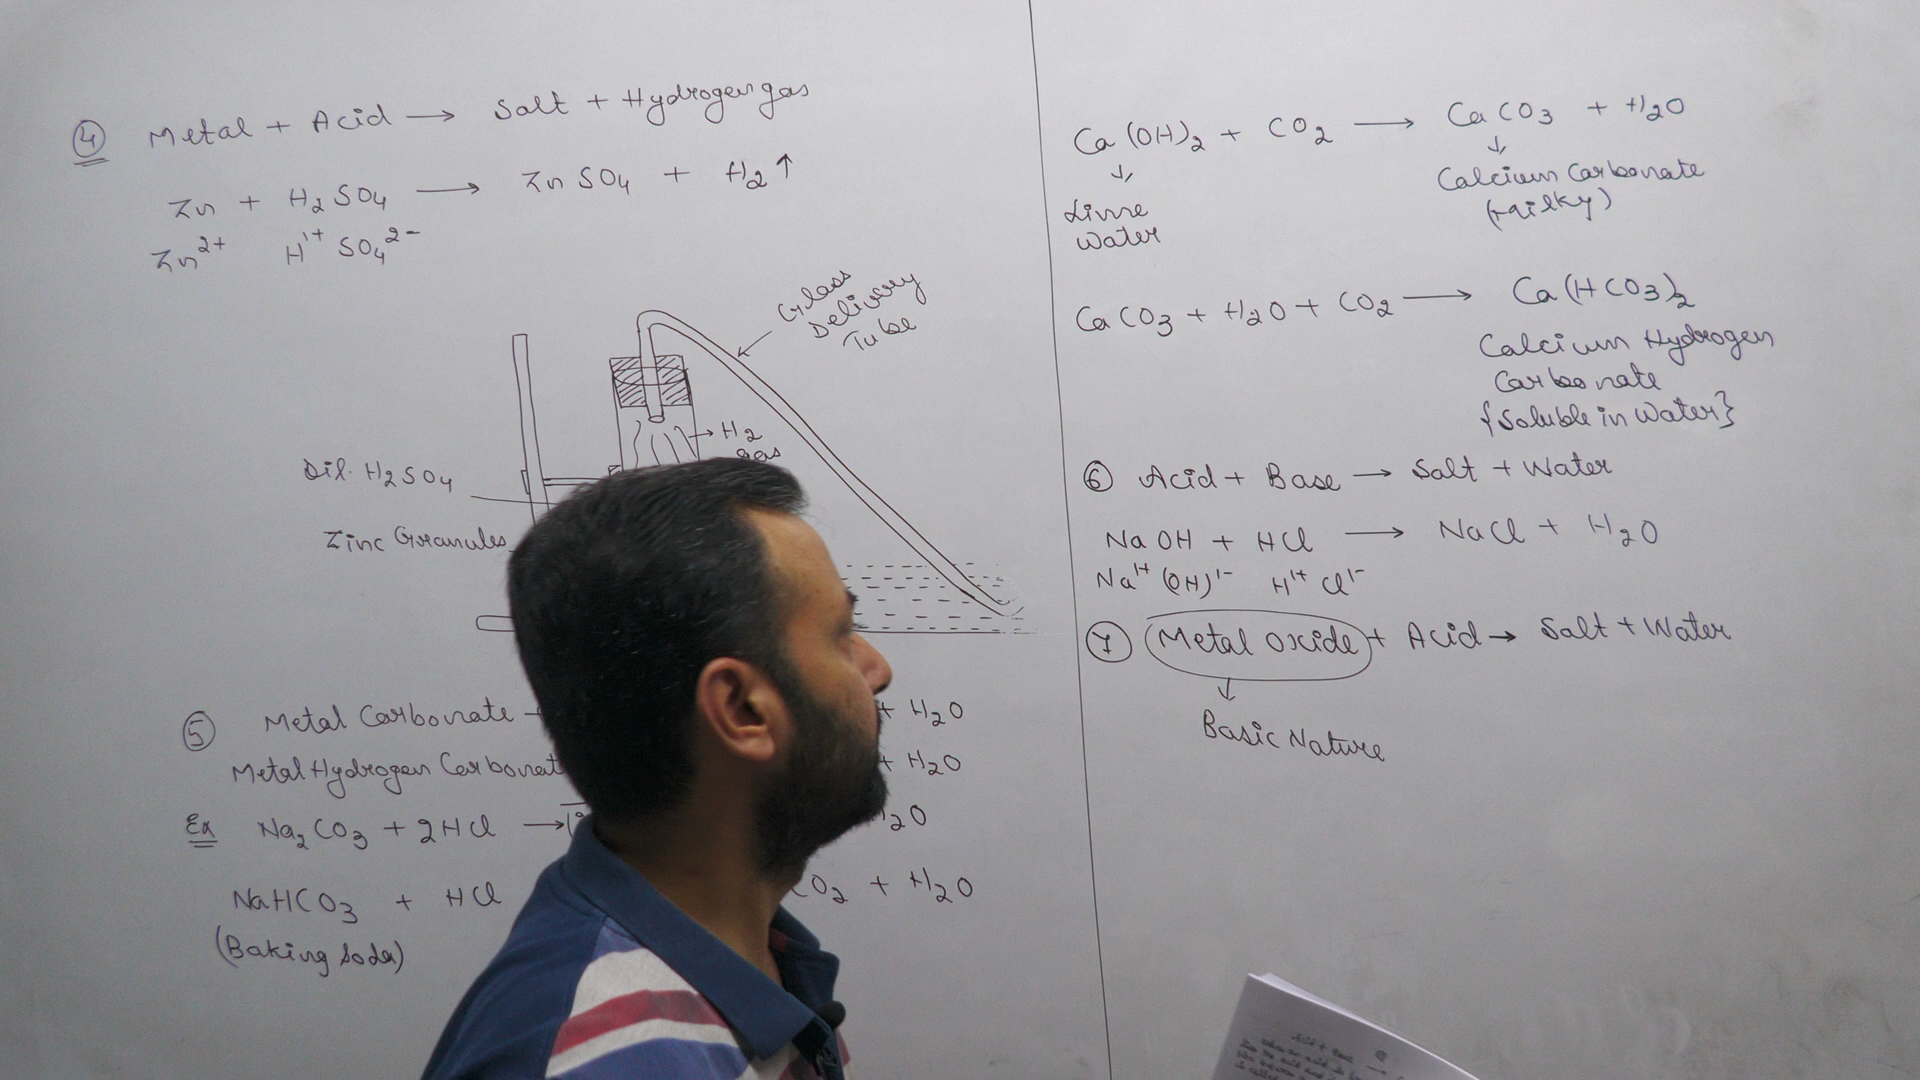 ④ Metal + Acid → Salt + Hydrogen gas
Zn + H₂SO₄ → ZnSO₄ + H₂↑
Zn²⁺ H¹⁺ SO₄²⁻
Glass
Delivery
Tube
→ H₂
gas
Dil. H₂SO₄
Zinc Granules
⑤ Metal Carbonate + + H₂O
Metal Hydrogen Carbonat + H₂O
Ex Na₂CO₃ + 2HCl → H₂O
NaHCO₃ + HCl CO₂ + H₂O
(Baking Soda)
Ca(OH)₂ + CO₂ → CaCO₃ + H₂O
↓ ↓
Lime Calcium Carbonate
Water (milky)
CaCO₃ + H₂O + CO₂ → Ca(HCO₃)₂
Calcium Hydrogen
Carbonate
{Soluble in Water}
⑥ Acid + Base → Salt + Water
NaOH + HCl → NaCl + H₂O
Na¹⁺ (OH)¹⁻ H¹⁺ Cl¹⁻
⑦ Metal Oxide + Acid → Salt + Water
↓
Basic Nature